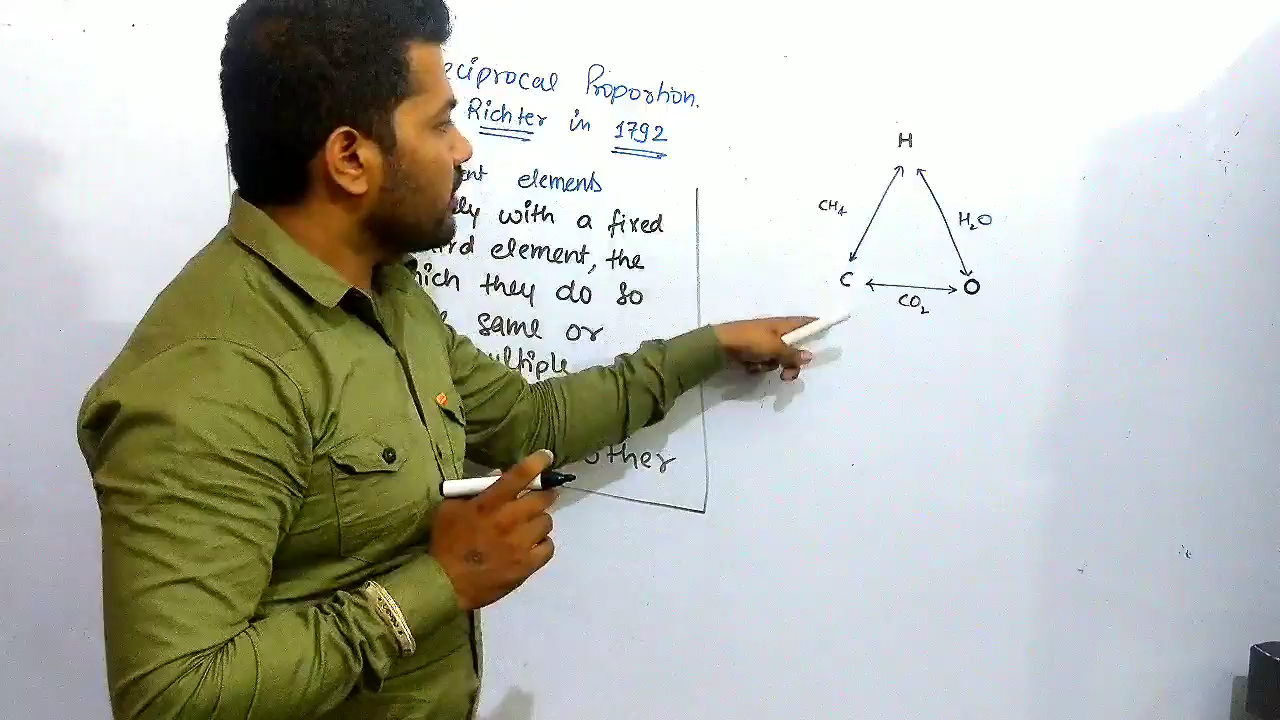 eciprocal Proportion.
Richter in 1792
ent elements
ly with a fixed
ird element, the
hich they do so
same or
ultiple
other
H
CH4
H2O
C
O
CO2